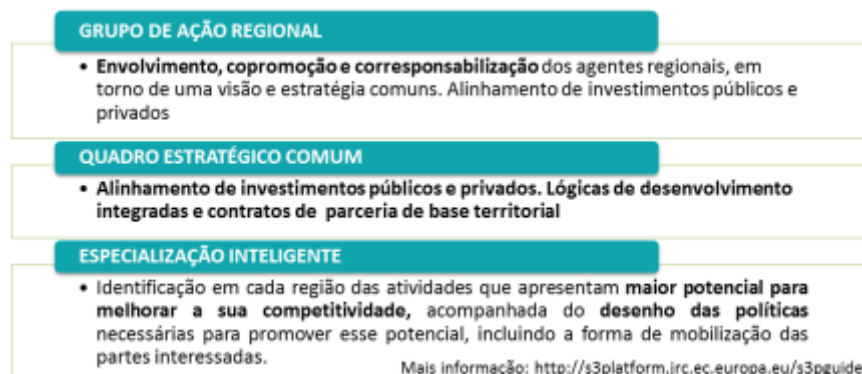 GRUPO DE AÇÃO REGIONAL
• Envolvimento, copromoção e corresponsabilização dos agentes regionais, em
torno de uma visão e estratégia comuns. Alinhamento de investimentos públicos e
privados
QUADRO ESTRATÉGICO COMUM
• Alinhamento de investimentos públicos e privados. Lógicas de desenvolvimento
integradas e contratos de parceria de base territorial
ESPECIALIZAÇÃO INTELIGENTE
• Identificação em cada região das atividades que apresentam maior potencial para
melhorar a sua competitividade, acompanhada do desenho das políticas
necessárias para promover esse potencial, incluindo a forma de mobilização das
partes interessadas.
Mais informação: http://s3platform.jrc.ec.europa.eu/s3pguide